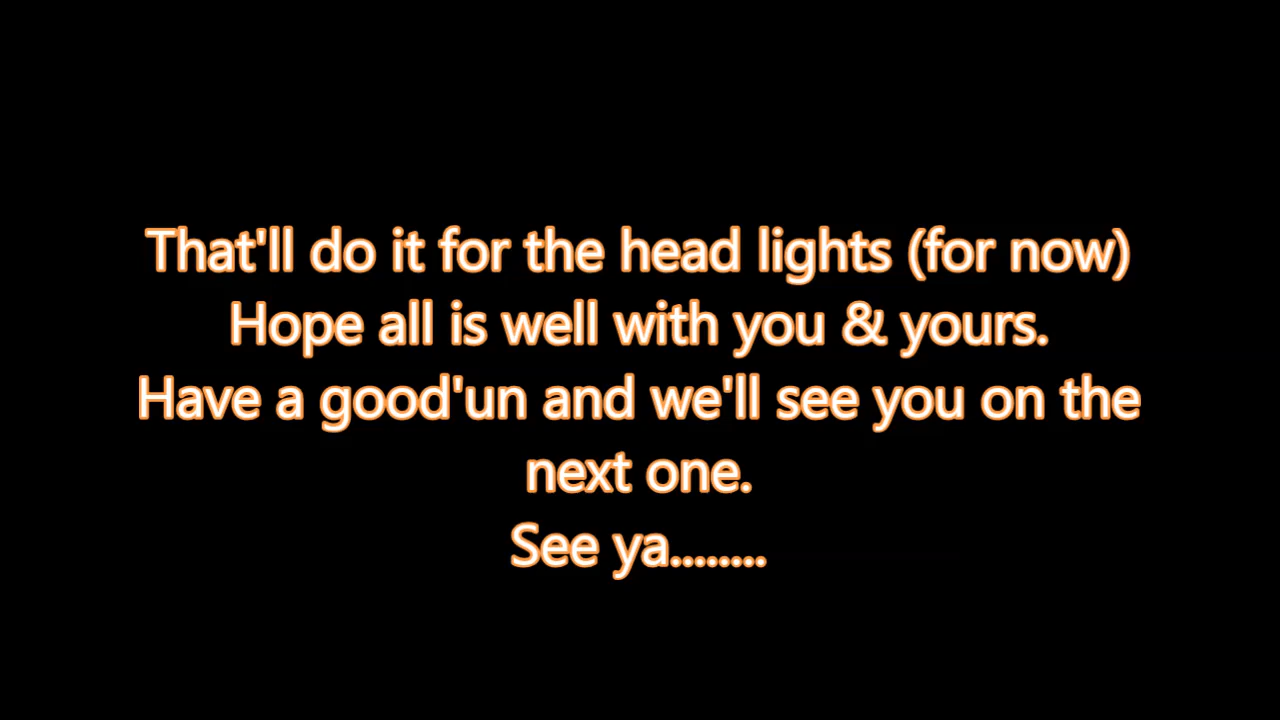 That'll do it for the head lights (for now)
Hope all is well with you & yours.
Have a good'un and we'll see you on the
next one.
See ya........